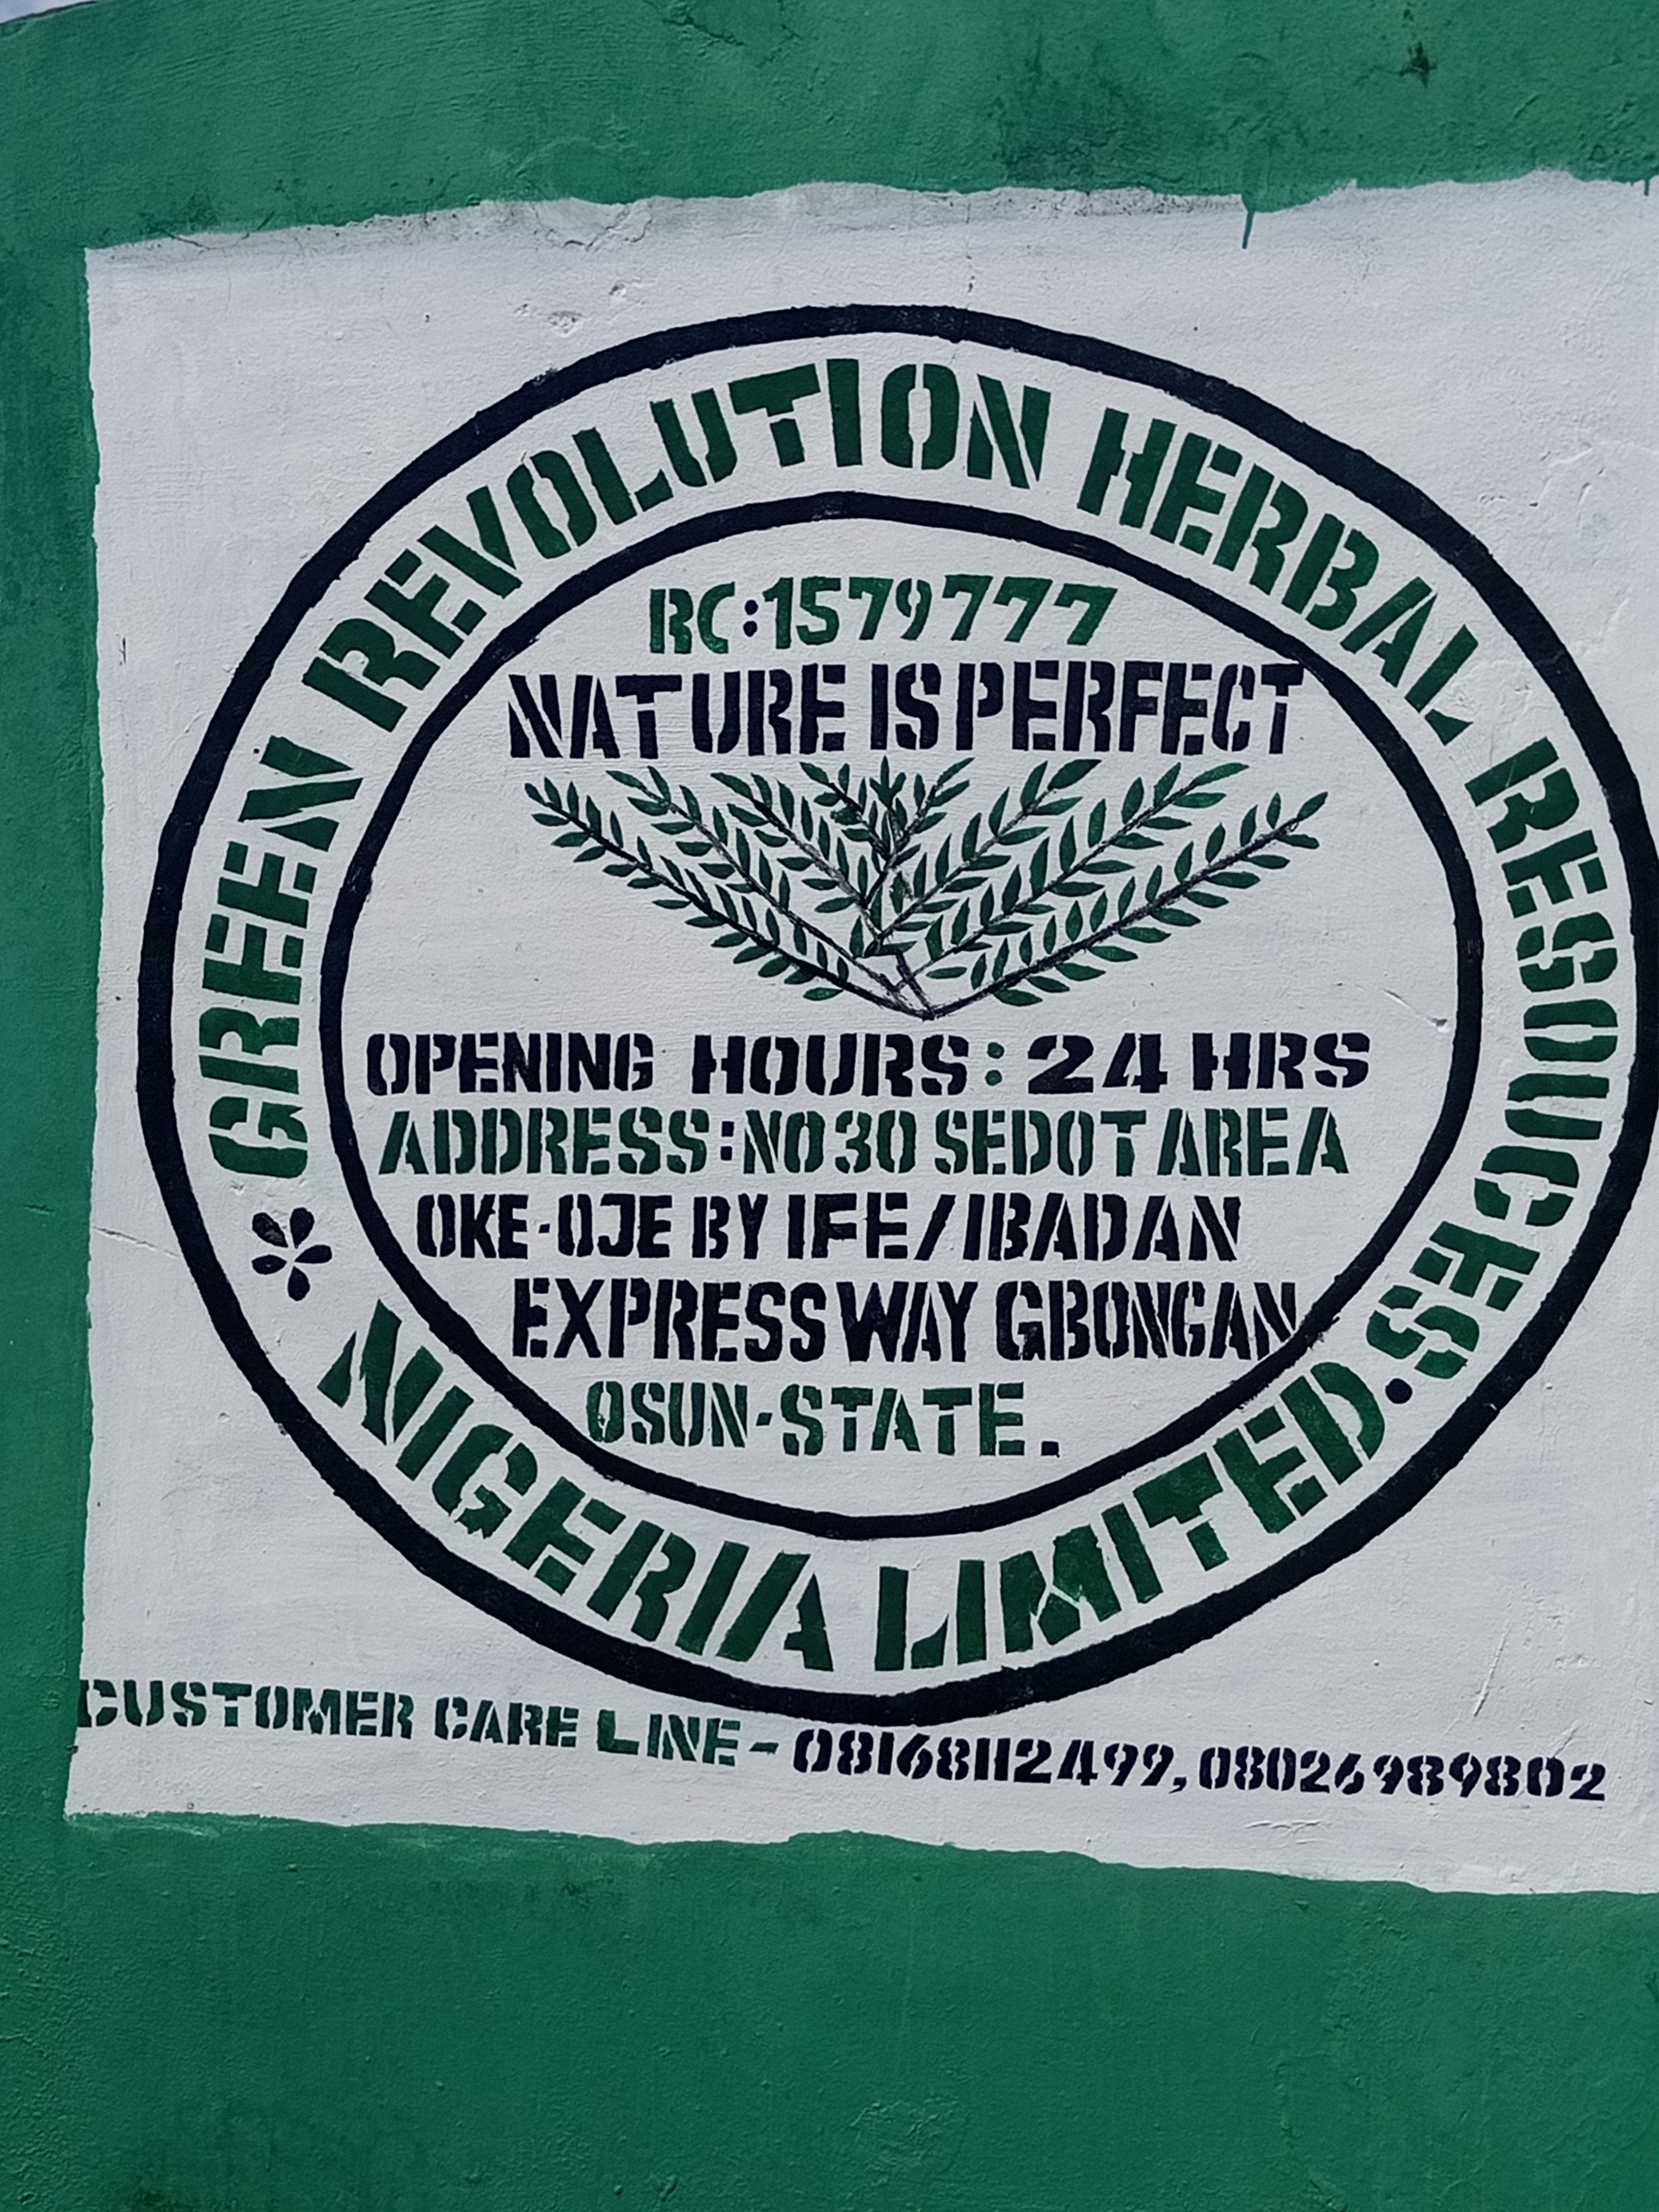 GREEN REVOLUTION HERBAL RESOUCHES
NIGERIA LIMITED.
RC:1579777
NATURE IS PERFECT
OPENING HOURS: 24 HRS
ADDRESS: NO 30 SEDOT AREA
OKE-OJE BY IFE/IBADAN
EXPRESS WAY GBONGAN
OSUN-STATE.
CUSTOMER CARE LINE - 08168112499, 08026989802